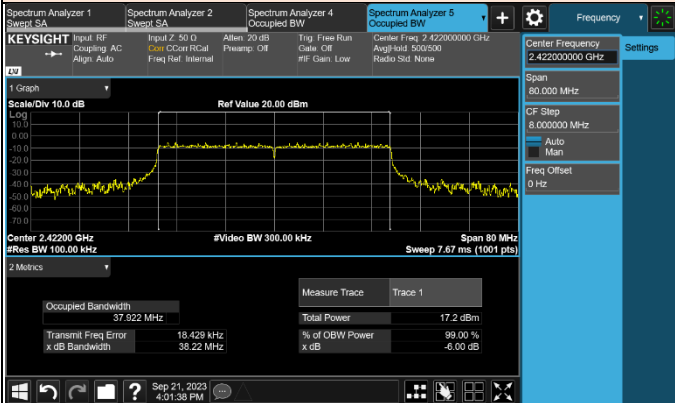 Spectrum Analyzer 1
Swept SA
Spectrum Analyzer 2
Swept SA
Spectrum Analyzer 4
Occupied BW
Spectrum Analyzer 5
Occupied BW
Frequency
KEYSIGHT
Input: RF
Coupling: AC
Align: Auto
Input Z: 50 Ω
Corr CCorr RCal
Freq Ref: Internal
Atten: 20 dB
Preamp: Off
Trig: Free Run
Gate: Off
#IF Gain: Low
Center Freq: 2.422000000 GHz
Avg|Hold: 500/500
Radio Std: None
LXI
1 Graph
Scale/Div 10.0 dB
Ref Value 20.00 dBm
Log
10.0
0.00
-10.0
-20.0
-30.0
-40.0
-50.0
-60.0
-70.0
Center 2.42200 GHz
#Video BW 300.00 kHz
Span 80 MHz
#Res BW 100.00 kHz
Sweep 7.67 ms (1001 pts)
2 Metrics
Occupied Bandwidth
37.922 MHz
Transmit Freq Error 18.429 kHz
x dB Bandwidth 38.22 MHz
Measure Trace Trace 1
Total Power 17.2 dBm
% of OBW Power 99.00 %
x dB -6.00 dB
Center Frequency
2.422000000 GHz
Settings
Span
80.000 MHz
CF Step
8.000000 MHz
Auto
Man
Freq Offset
0 Hz
?
Sep 21, 2023
4:01:38 PM